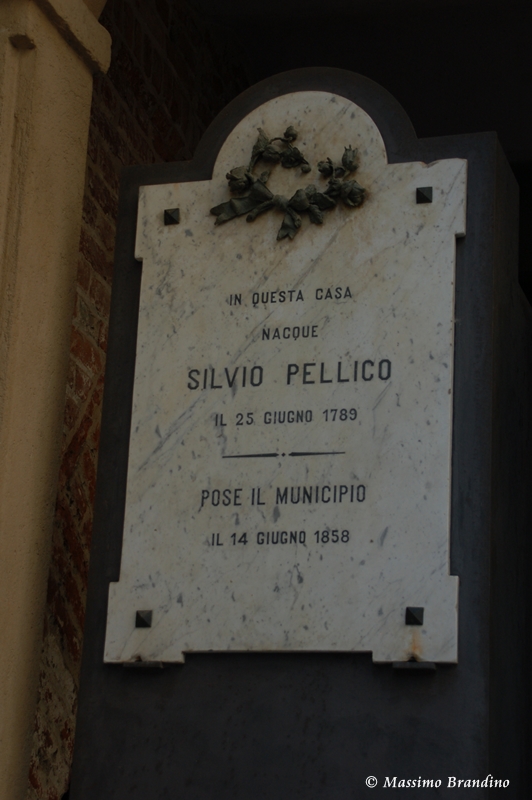 IN QUESTA CASA
NACQUE
SILVIO PELLICO
IL 25 GIUGNO 1789
POSE IL MUNICIPIO
IL 14 GIUGNO 1858
© Massimo Brandino